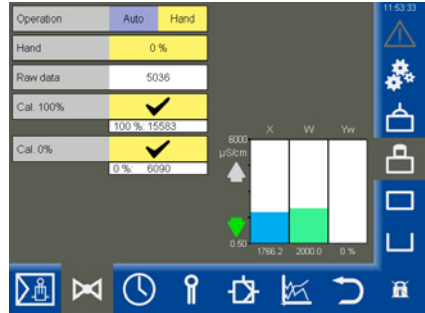 11:53:33
Operation Auto Hand
Hand 0 %
Raw data 5036
Cal. 100%
100 %: 15583
Cal. 0%
0 %: 6090
X W Yw
6000
µS/cm
0.50
1766.2 2000.0 0 %